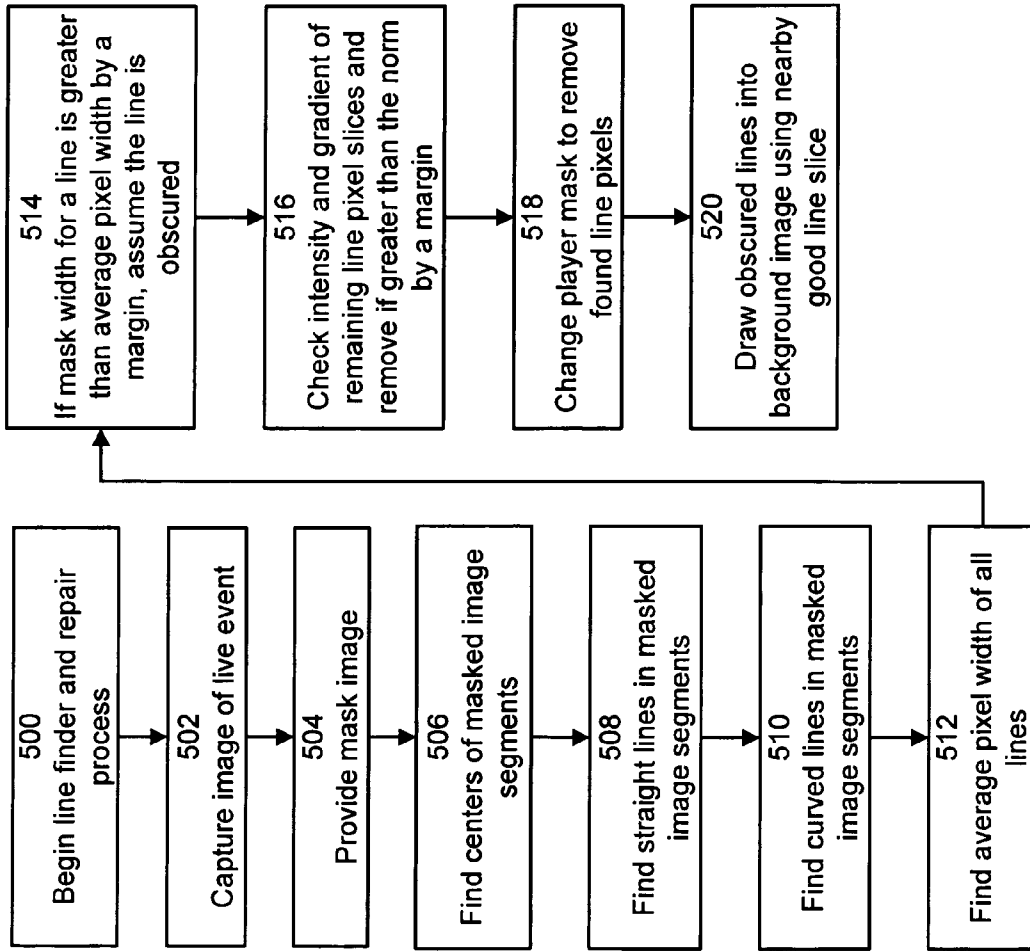 500
Begin line finder and repair
process
502
Capture image of live event
504
Provide mask image
506
Find centers of masked image
segments
508
Find straight lines in masked
image segments
510
Find curved lines in masked
image segments
512
Find average pixel width of all
lines
514
If mask width for a line is greater
than average pixel width by a
margin, assume the line is
obscured
516
Check intensity and gradient of
remaining line pixel slices and
remove if greater than the norm
by a margin
518
Change player mask to remove
found line pixels
520
Draw obscured lines into
background image using nearby
good line slice